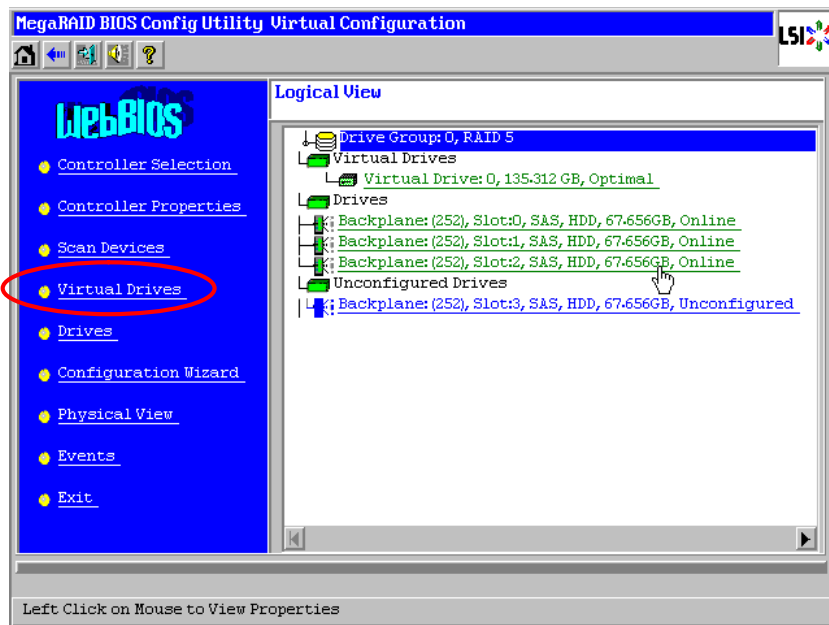 MegaRAID BIOS Config Utility Virtual Configuration
LSI
?
WebBIOS
Controller Selection
Controller Properties
Scan Devices
Virtual Drives
Drives
Configuration Wizard
Physical View
Events
Exit
Logical View
Drive Group: 0, RAID 5
Virtual Drives
Virtual Drive: 0, 135.312 GB, Optimal
Drives
Backplane: (252), Slot:0, SAS, HDD, 67.656GB, Online
Backplane: (252), Slot:1, SAS, HDD, 67.656GB, Online
Backplane: (252), Slot:2, SAS, HDD, 67.656GB, Online
Unconfigured Drives
Backplane: (252), Slot:3, SAS, HDD, 67.656GB, Unconfigured
Left Click on Mouse to View Properties